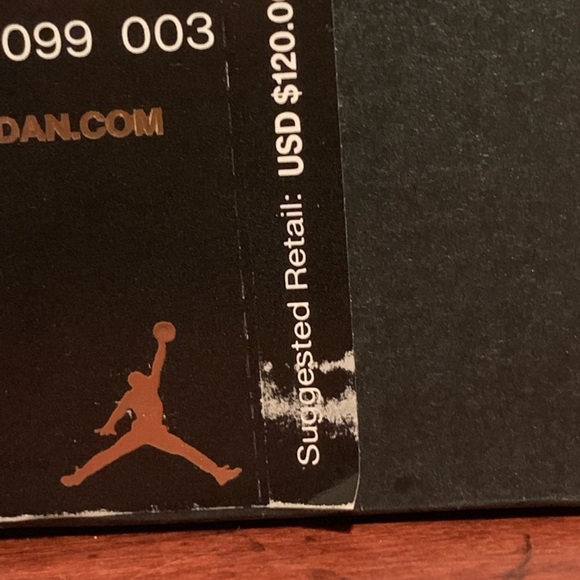 099 003
DAN.COM
Suggested Retail: USD $120.0